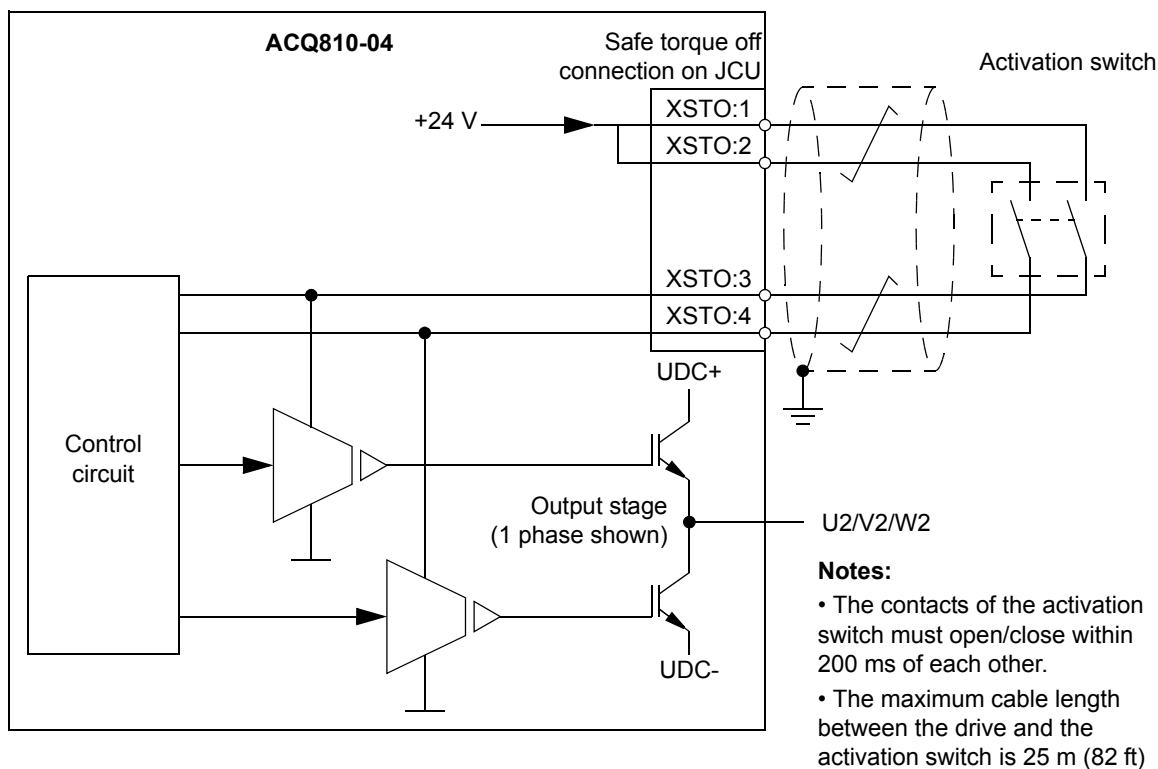 ACQ810-04
Safe torque off
connection on JCU
Activation switch
+24 V
XSTO:1
XSTO:2
XSTO:3
XSTO:4
UDC+
Control
circuit
Output stage
(1 phase shown)
U2/V2/W2
UDC-
Notes:
• The contacts of the activation
switch must open/close within
200 ms of each other.
• The maximum cable length
between the drive and the
activation switch is 25 m (82 ft)